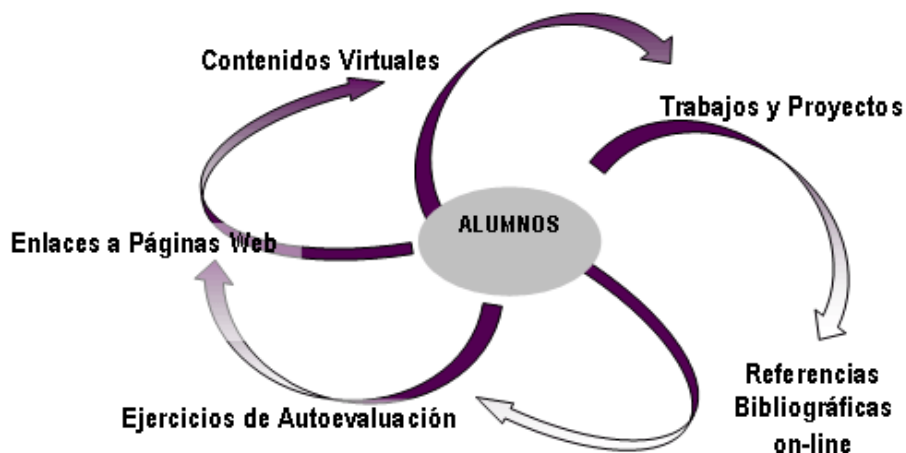 Contenidos Virtuales
Trabajos y Proyectos
ALUMNOS
Enlaces a Páginas Web
Referencias
Bibliográficas
on-line
Ejercicios de Autoevaluación